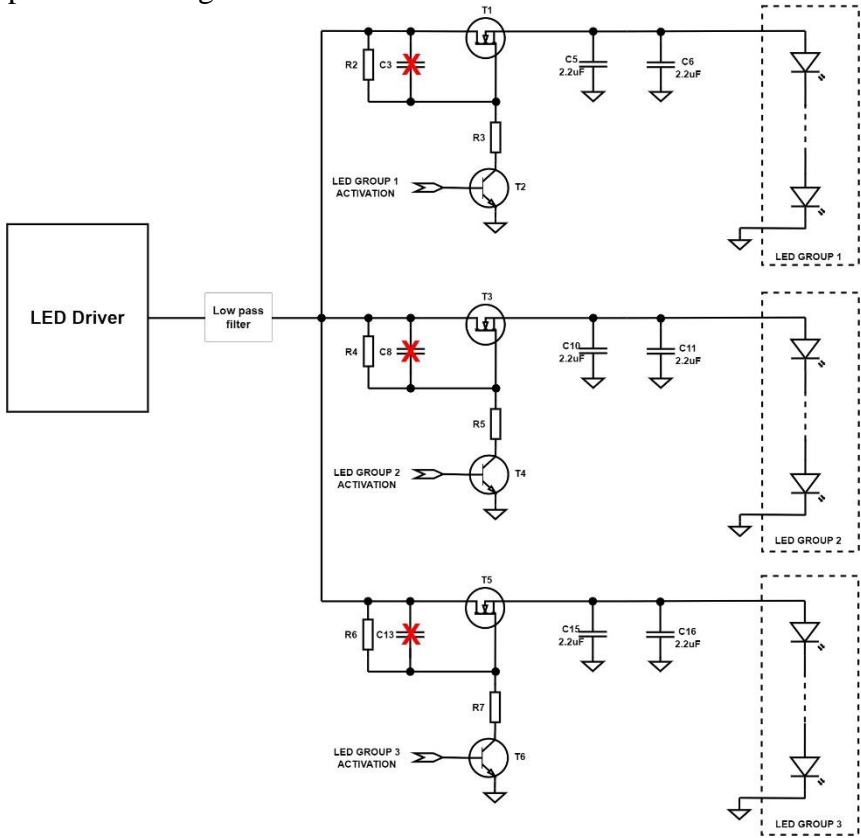 T1
R2
C3
C5
2.2uF
C6
2.2uF
R3
LED GROUP 1
ACTIVATION
T2
LED GROUP 1
LED Driver
Low pass
filter
T3
R4
C8
C10
2.2uF
C11
2.2uF
R5
LED GROUP 2
ACTIVATION
T4
LED GROUP 2
T5
R6
C13
C15
2.2uF
C16
2.2uF
R7
LED GROUP 3
ACTIVATION
T6
LED GROUP 3